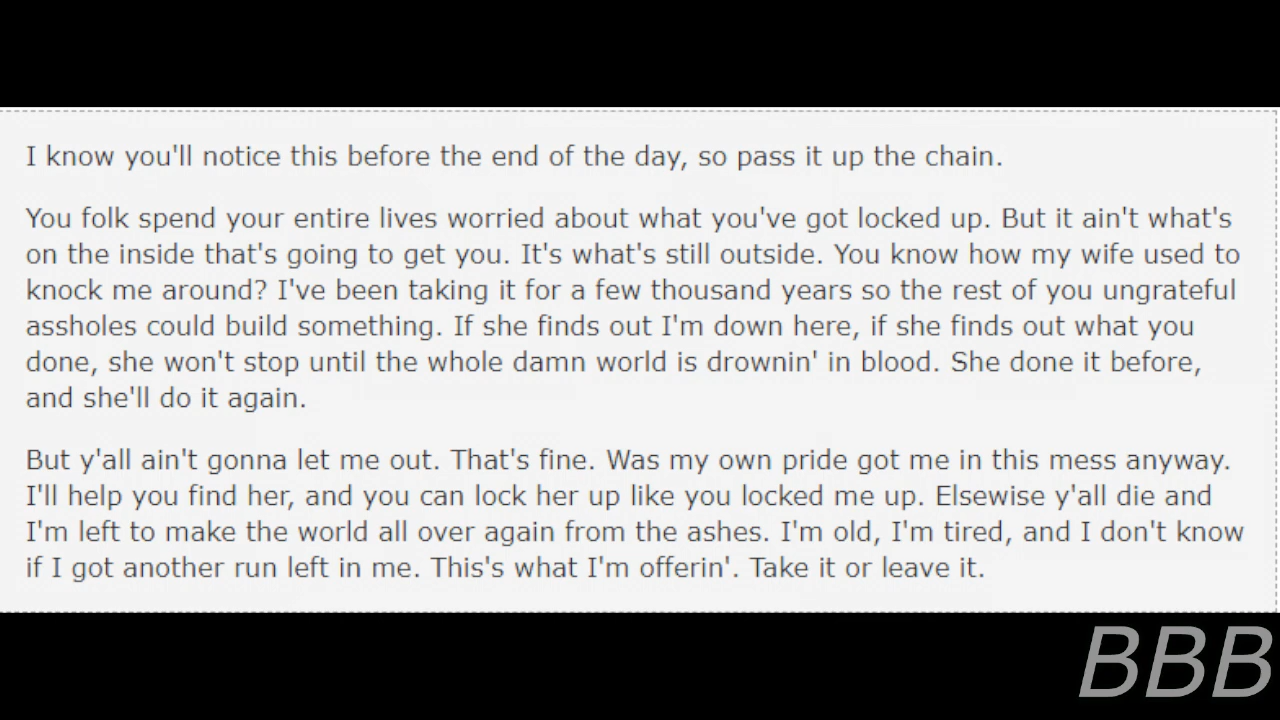 I know you'll notice this before the end of the day, so pass it up the chain.
You folk spend your entire lives worried about what you've got locked up. But it ain't what's
on the inside that's going to get you. It's what's still outside. You know how my wife used to
knock me around? I've been taking it for a few thousand years so the rest of you ungrateful
assholes could build something. If she finds out I'm down here, if she finds out what you
done, she won't stop until the whole damn world is drownin' in blood. She done it before,
and she'll do it again.
But y'all ain't gonna let me out. That's fine. Was my own pride got me in this mess anyway.
I'll help you find her, and you can lock her up like you locked me up. Elsewise y'all die and
I'm left to make the world all over again from the ashes. I'm old, I'm tired, and I don't know
if I got another run left in me. This's what I'm offerin'. Take it or leave it.
BBB